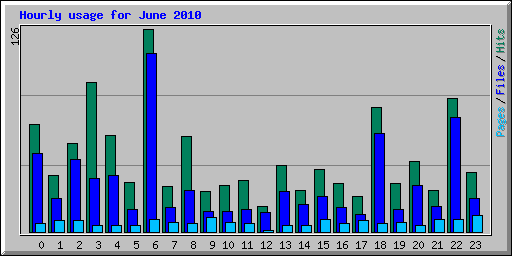 Hourly usage for June 2010
126
Pages/Files/Hits
0 1 2 3 4 5 6 7 8 9 10 11 12 13 14 15 16 17 18 19 20 21 22 23